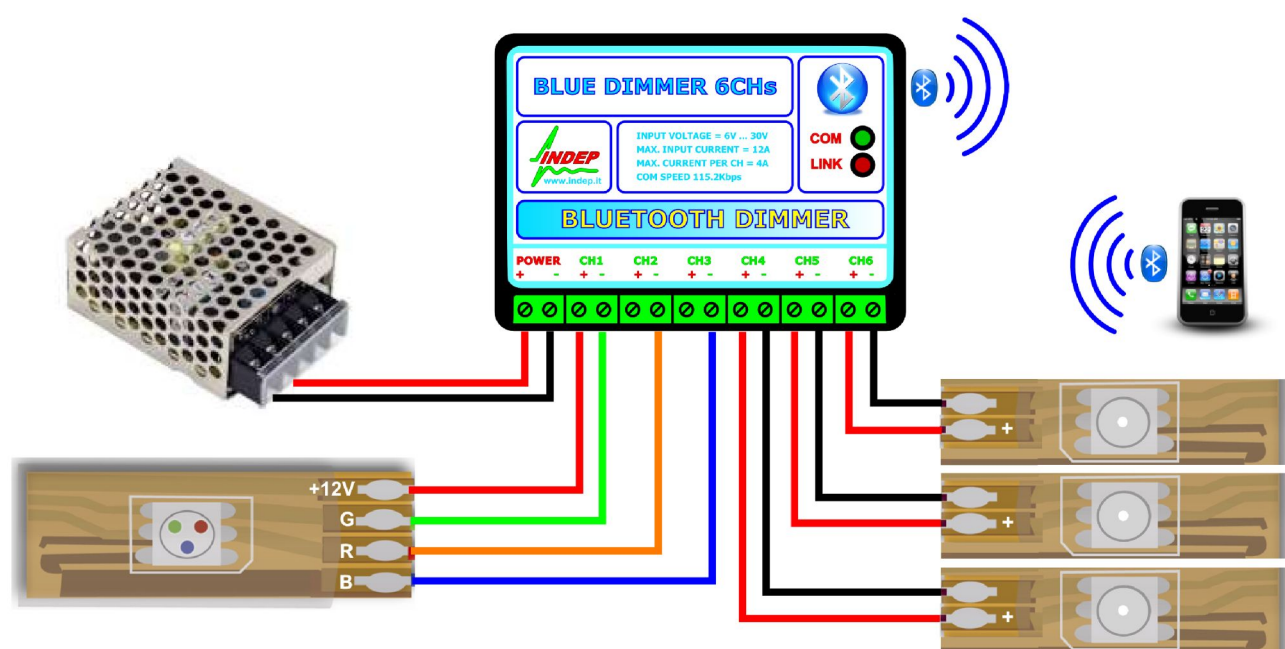 BLUE DIMMER 6CHs
INDEP
www.indep.it
INPUT VOLTAGE = 6V ... 30V
MAX. INPUT CURRENT = 12A
MAX. CURRENT PER CH = 4A
COM SPEED 115.2Kbps
COM
LINK
BLUETOOTH DIMMER
POWER CH1 CH2 CH3 CH4 CH5 CH6
+ - + - + - + - + - + - + -
+12V
G
R
B
+
+
+